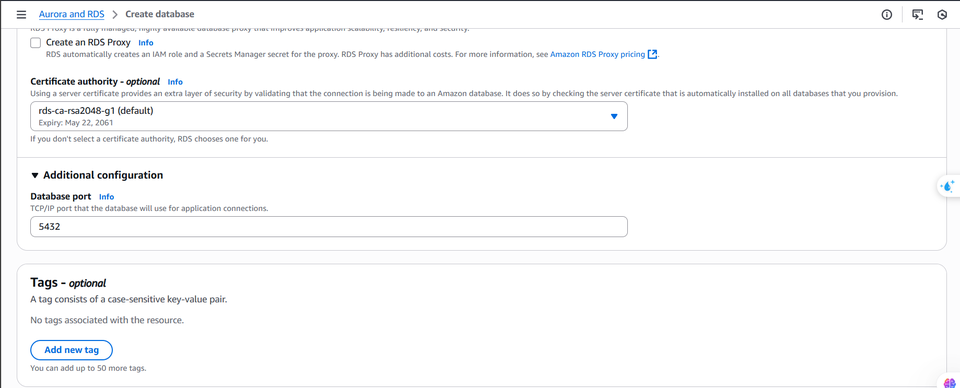 Aurora and RDS > Create database
RDS Proxy is a fully managed, highly available database proxy that improves application scalability, resiliency, and security.
Create an RDS Proxy Info
RDS automatically creates an IAM role and a Secrets Manager secret for the proxy. RDS Proxy has additional costs. For more information, see Amazon RDS Proxy pricing
Certificate authority - optional Info
Using a server certificate provides an extra layer of security by validating that the connection is being made to an Amazon database. It does so by checking the server certificate that is automatically installed on all databases that you provision.
rds-ca-rsa2048-g1 (default)
Expiry: May 22, 2061
If you don't select a certificate authority, RDS chooses one for you.
Additional configuration
Database port Info
TCP/IP port that the database will use for application connections.
5432
Tags - optional
A tag consists of a case-sensitive key-value pair.
No tags associated with the resource.
Add new tag
You can add up to 50 more tags.